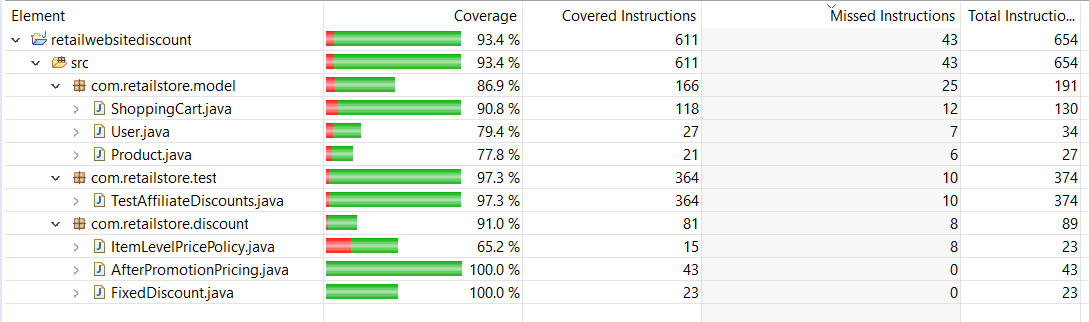 Element Coverage Covered Instructions Missed Instructions Total Instructio...
retailwebsitediscount 93.4 % 611 43 654
src 93.4 % 611 43 654
com.retailstore.model 86.9 % 166 25 191
ShoppingCart.java 90.8 % 118 12 130
User.java 79.4 % 27 7 34
Product.java 77.8 % 21 6 27
com.retailstore.test 97.3 % 364 10 374
TestAffiliateDiscounts.java 97.3 % 364 10 374
com.retailstore.discount 91.0 % 81 8 89
ItemLevelPricePolicy.java 65.2 % 15 8 23
AfterPromotionPricing.java 100.0 % 43 0 43
FixedDiscount.java 100.0 % 23 0 23